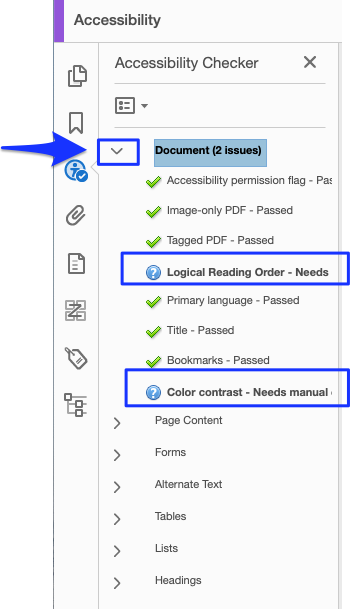 Accessibility
Accessibility Checker
Document (2 issues)
Accessibility permission flag - Pas
Image-only PDF - Passed
Tagged PDF - Passed
Logical Reading Order - Needs
Primary language - Passed
Title - Passed
Bookmarks - Passed
Color contrast - Needs manual
Page Content
Forms
Alternate Text
Tables
Lists
Headings